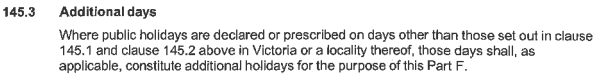 145.3 Additional days
Where public holidays are declared or prescribed on days other than those set out in clause
145.1 and clause 145.2 above in Victoria or a locality thereof, those days shall, as
applicable, constitute additional holidays for the purpose of this Part F.